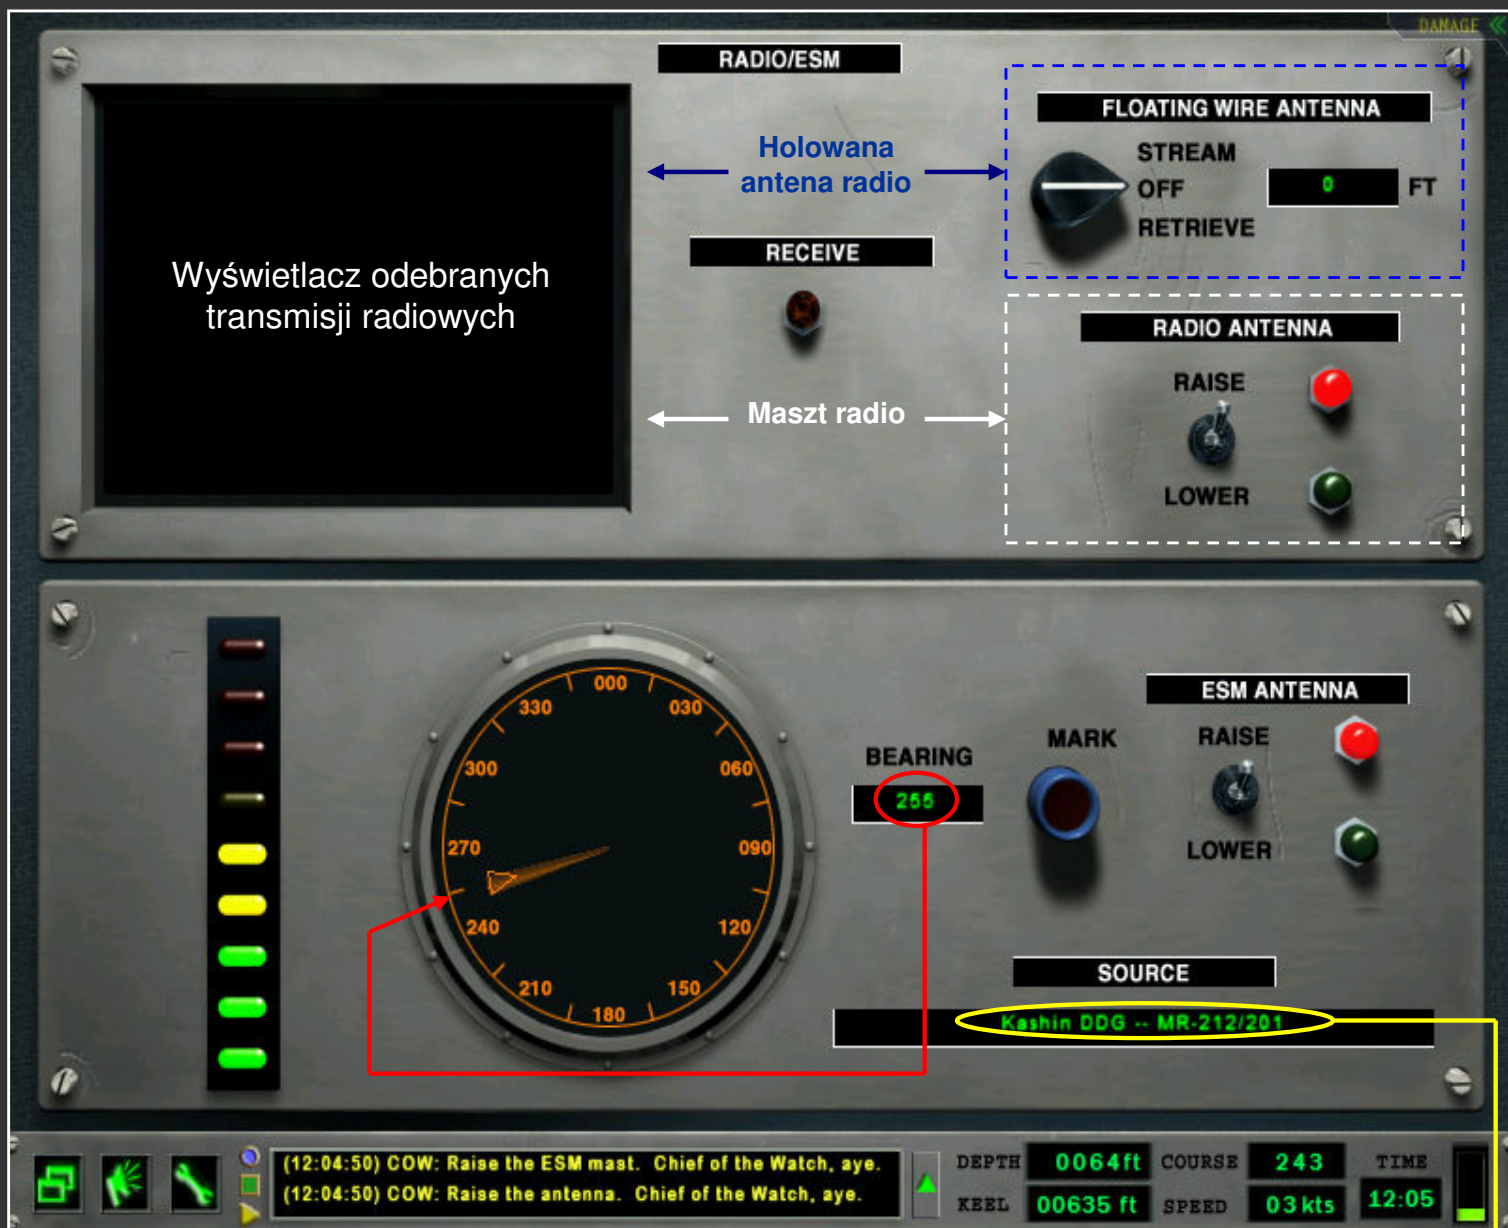 DAMAGE
RADIO/ESM
FLOATING WIRE ANTENNA
Holowana
antena radio
STREAM
OFF
RETRIEVE
0
FT
Wyświetlacz odebranych
transmisji radiowych
RECEIVE
RADIO ANTENNA
RAISE
LOWER
Maszt radio
000
030
060
090
120
150
180
210
240
270
300
330
BEARING
255
MARK
ESM ANTENNA
RAISE
LOWER
SOURCE
Kashin DDG -- MR-212/201
(12:04:50) COW: Raise the ESM mast. Chief of the Watch, aye.
(12:04:50) COW: Raise the antenna. Chief of the Watch, aye.
DEPTH 0064ft COURSE 243 TIME
KEEL 00635 ft SPEED 03 kts 12:05